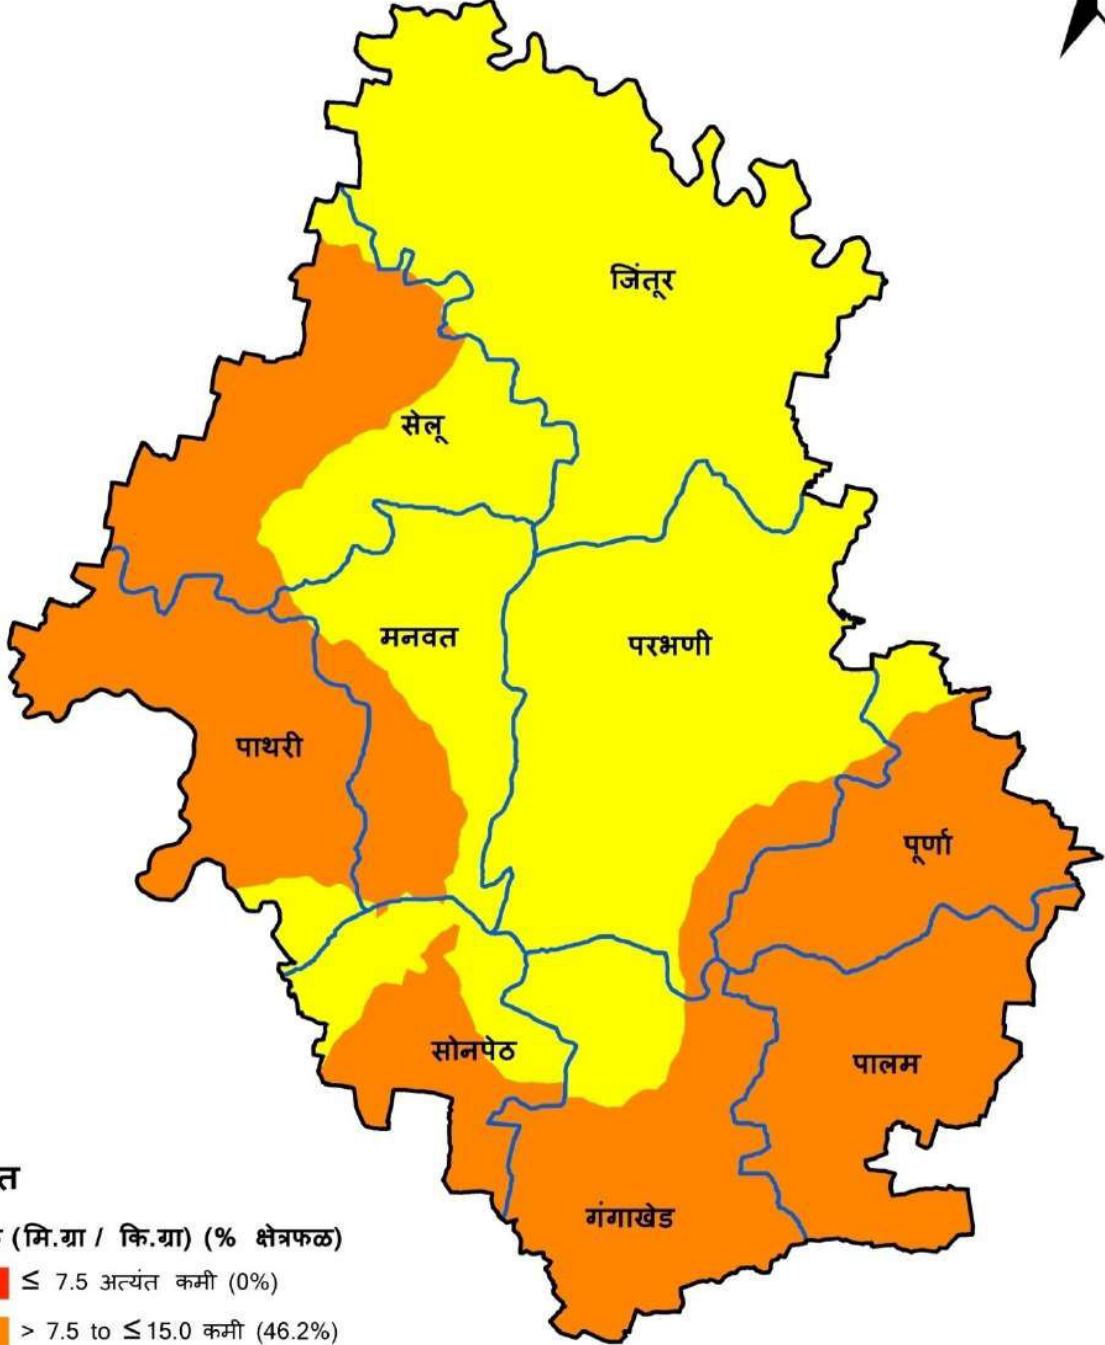 जिंतूर
सेलू
मनवत
परभणी
पाथरी
पूर्णा
सोनपेठ
पालम
गंगाखेड
(मि.ग्रा / कि.ग्रा) (% क्षेत्रफळ)
≤ 7.5 अत्यंत कमी (0%)
> 7.5 to ≤ 15.0 कमी (46.2%)